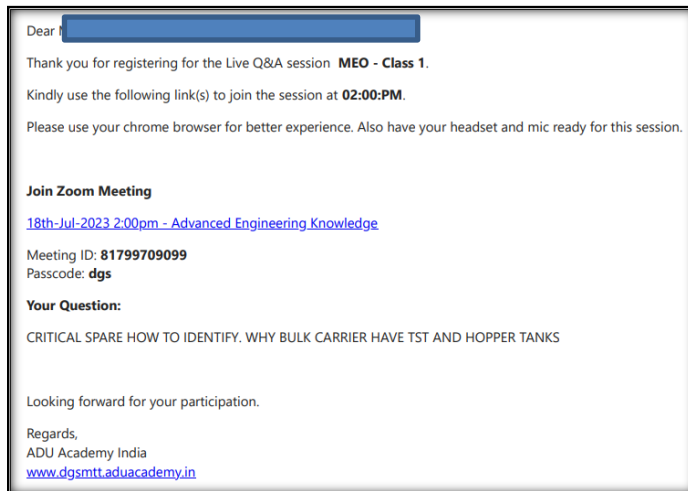 Dear
Thank you for registering for the Live Q&A session MEO - Class 1.
Kindly use the following link(s) to join the session at 02:00:PM.
Please use your chrome browser for better experience. Also have your headset and mic ready for this session.
Join Zoom Meeting
18th-Jul-2023 2:00pm - Advanced Engineering Knowledge
Meeting ID: 81799709099
Passcode: dgs
Your Question:
CRITICAL SPARE HOW TO IDENTIFY. WHY BULK CARRIER HAVE TST AND HOPPER TANKS
Looking forward for your participation.
Regards,
ADU Academy India
www.dgsmtt.aduacademy.in